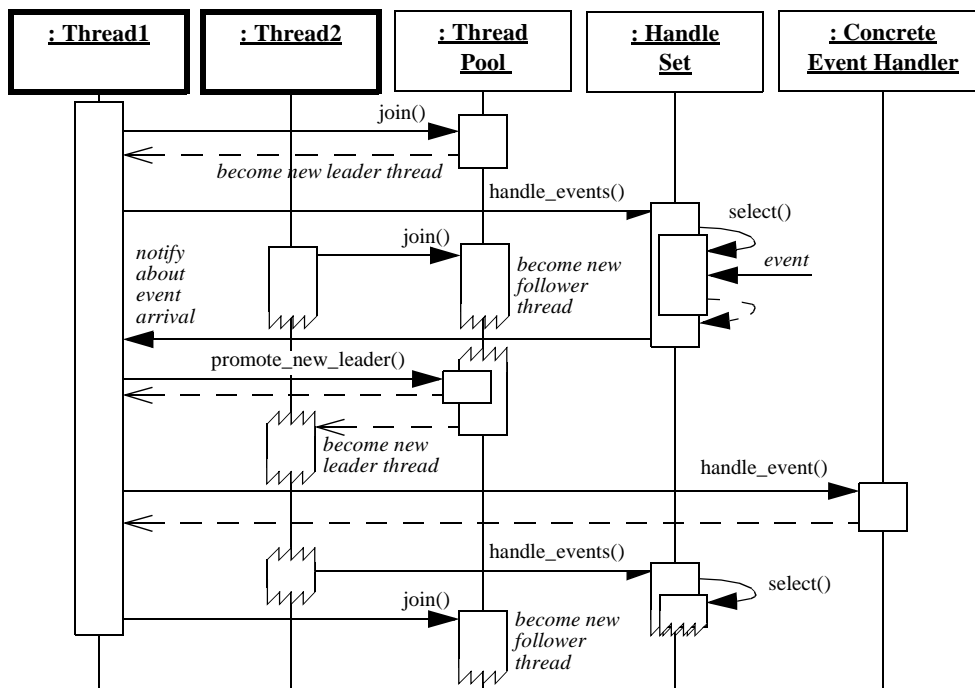 : Thread1
: Thread2
: Thread
Pool
: Handle
Set
: Concrete
Event Handler
join()
become new leader thread
handle_events()
select()
join()
notify
about
event
arrival
become new
follower
thread
event
promote_new_leader()
become new
leader thread
handle_event()
handle_events()
select()
join()
become new
follower
thread